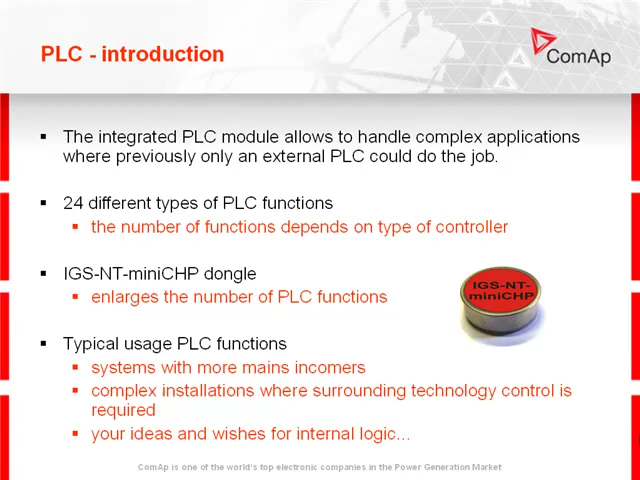 PLC - introduction
ComAp
The integrated PLC module allows to handle complex applications
where previously only an external PLC could do the job.
24 different types of PLC functions
the number of functions depends on type of controller
IGS-NT-miniCHP dongle
enlarges the number of PLC functions
IGS-NT-
miniCHP
Typical usage PLC functions
systems with more mains incomers
complex installations where surrounding technology control is
required
your ideas and wishes for internal logic...
ComAp is one of the world's top electronic companies in the Power Generation Market